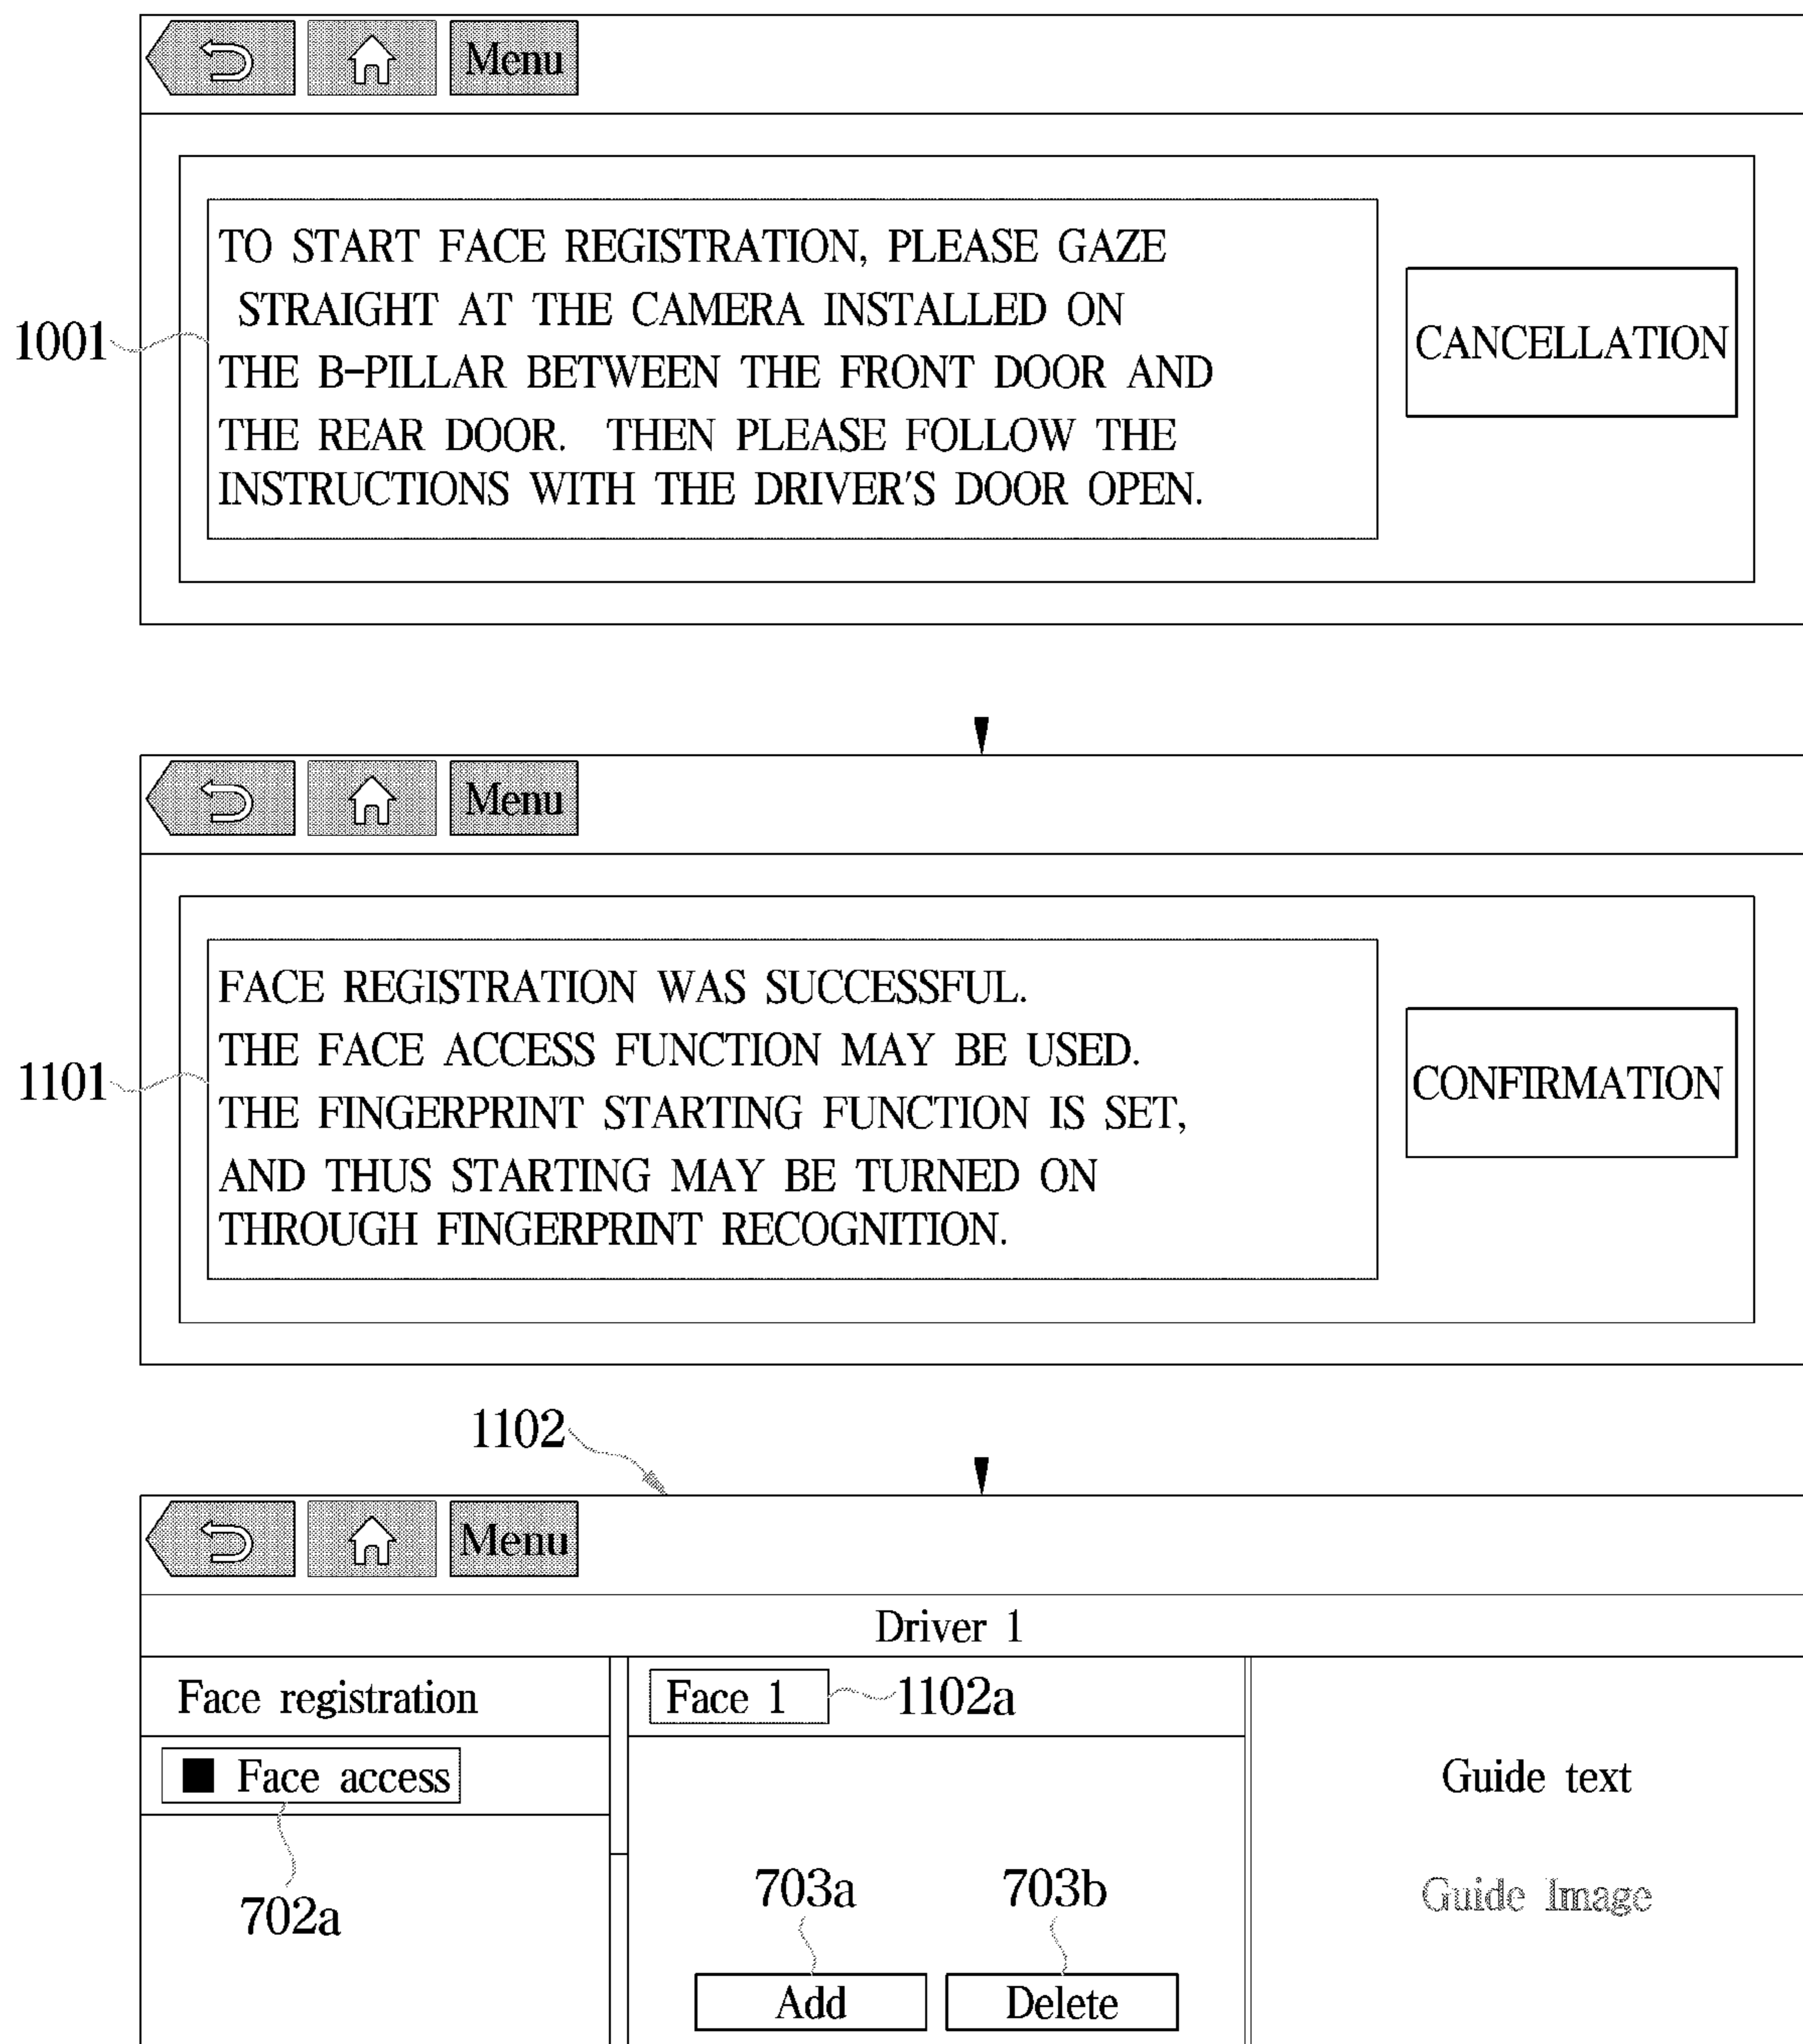 Menu
TO START FACE REGISTRATION, PLEASE GAZE
STRAIGHT AT THE CAMERA INSTALLED ON
THE B-PILLAR BETWEEN THE FRONT DOOR AND
THE REAR DOOR. THEN PLEASE FOLLOW THE
INSTRUCTIONS WITH THE DRIVER'S DOOR OPEN.
CANCELLATION
1001
Menu
FACE REGISTRATION WAS SUCCESSFUL.
THE FACE ACCESS FUNCTION MAY BE USED.
THE FINGERPRINT STARTING FUNCTION IS SET,
AND THUS STARTING MAY BE TURNED ON
THROUGH FINGERPRINT RECOGNITION.
CONFIRMATION
1101
1102
Menu
Driver 1
Face registration
Face 1
1102a
Face access
702a
703a
703b
Add
Delete
Guide text
Guide Image